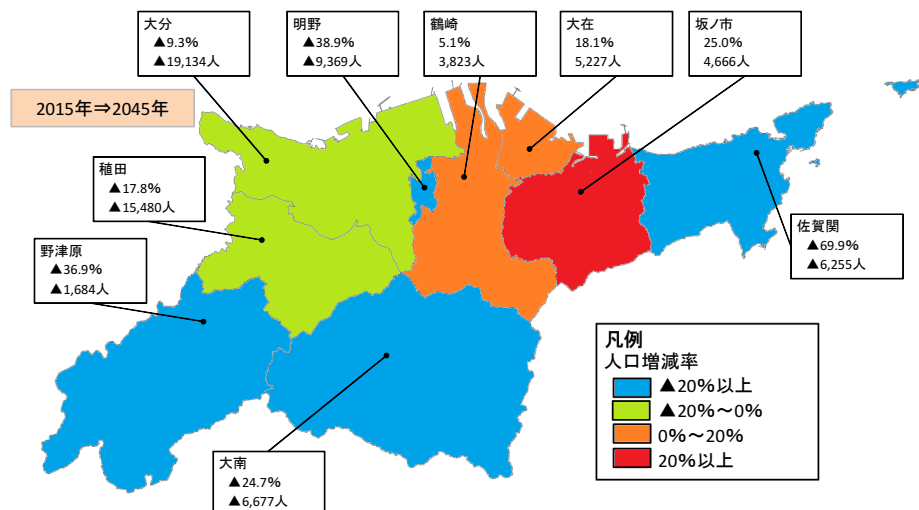 大分
▲9.3%
▲19,134人
明野
▲38.9%
▲9,369人
鶴崎
5.1%
3,823人
大在
18.1%
5,227人
坂ノ市
25.0%
4,666人
2015年⇒2045年
稙田
▲17.8%
▲15,480人
野津原
▲36.9%
▲1,684人
佐賀関
▲69.9%
▲6,255人
大南
▲24.7%
▲6,677人
凡例
人口増減率
▲20%以上
▲20%～0%
0%～20%
20%以上